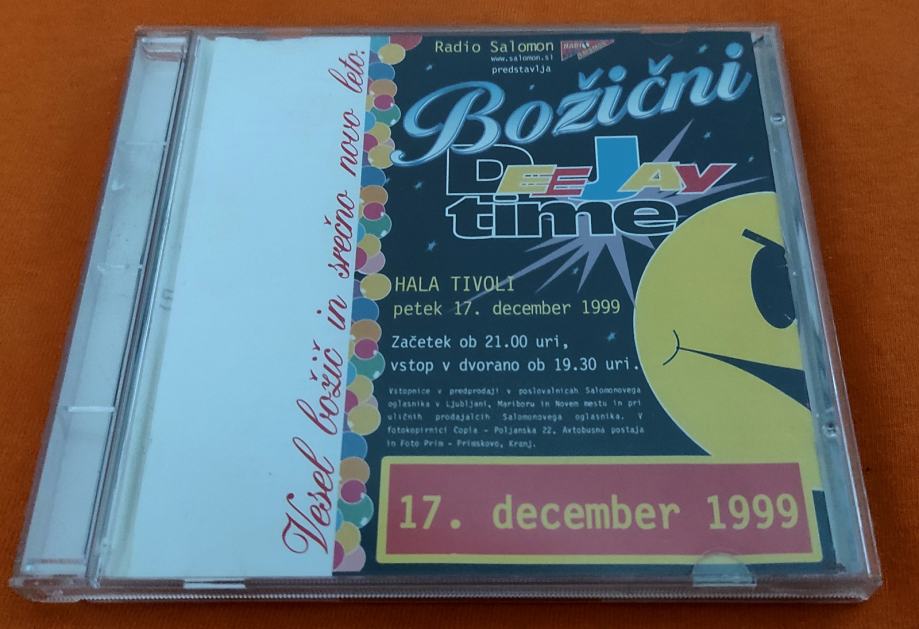 Vesel božič in srečno novo leto.
Radio Salomon
RADIO SALOMON
www.salomon.si
predstavlja
Božični
DeeJay
time
HALA TIVOLI
petek 17. december 1999
Začetek ob 21.00 uri,
vstop v dvorano ob 19.30 uri.
Vstopnice v predprodaji v poslovalnicah Salomonovega
oglasnika v Ljubljani, Mariboru in Novem mestu in pri
uličnih prodajalcih Salomonovega oglasnika. V
fotokopirnici Copia - Poljanska 22, Avtobusna postaja
in Foto Prim - Primskovo, Kranj.
17. december 1999